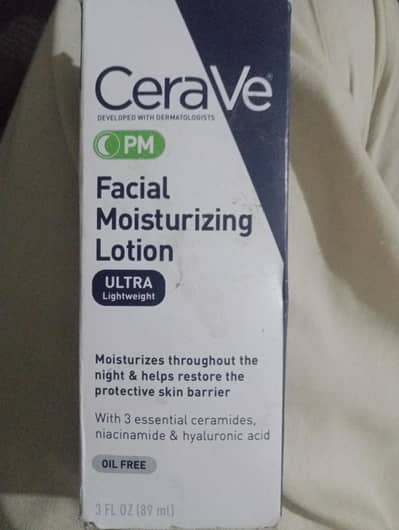 CeraVe
DEVELOPED WITH DERMATOLOGISTS
PM
Facial
Moisturizing
Lotion
ULTRA
Lightweight
Moisturizes throughout the
night & helps restore the
protective skin barrier
With 3 essential ceramides,
niacinamide & hyaluronic acid
OIL FREE
3 FL OZ (89 ml)